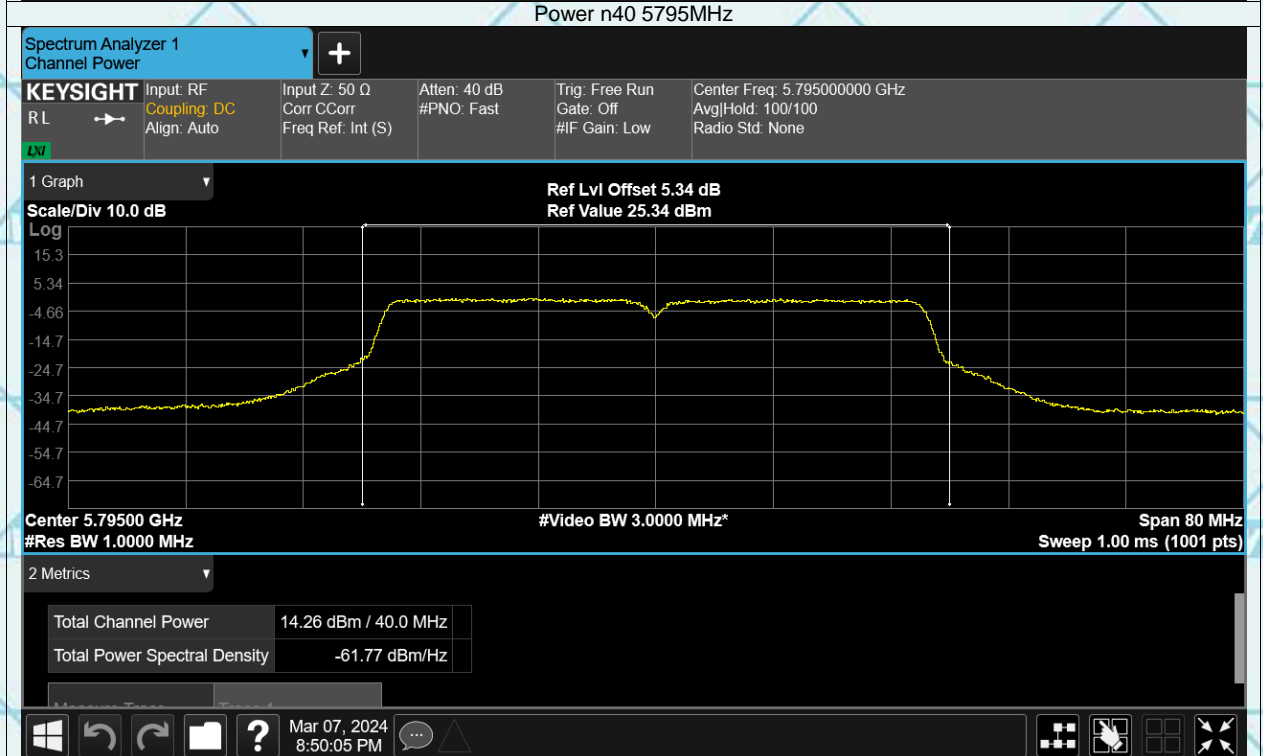 Power n40 5795MHz
Spectrum Analyzer 1
Channel Power
KEYSIGHT
R L
LXI
Input: RF
Coupling: DC
Align: Auto
Input Z: 50 Ω
Corr CCorr
Freq Ref: Int (S)
Atten: 40 dB
#PNO: Fast
Trig: Free Run
Gate: Off
#IF Gain: Low
Center Freq: 5.795000000 GHz
Avg|Hold: 100/100
Radio Std: None
1 Graph
Scale/Div 10.0 dB
Ref Lvl Offset 5.34 dB
Ref Value 25.34 dBm
Log
15.3
5.34
-4.66
-14.7
-24.7
-34.7
-44.7
-54.7
-64.7
Center 5.79500 GHz
#Video BW 3.0000 MHz*
Span 80 MHz
#Res BW 1.0000 MHz
Sweep 1.00 ms (1001 pts)
2 Metrics
Total Channel Power 14.26 dBm / 40.0 MHz
Total Power Spectral Density -61.77 dBm/Hz
Mar 07, 2024
8:50:05 PM